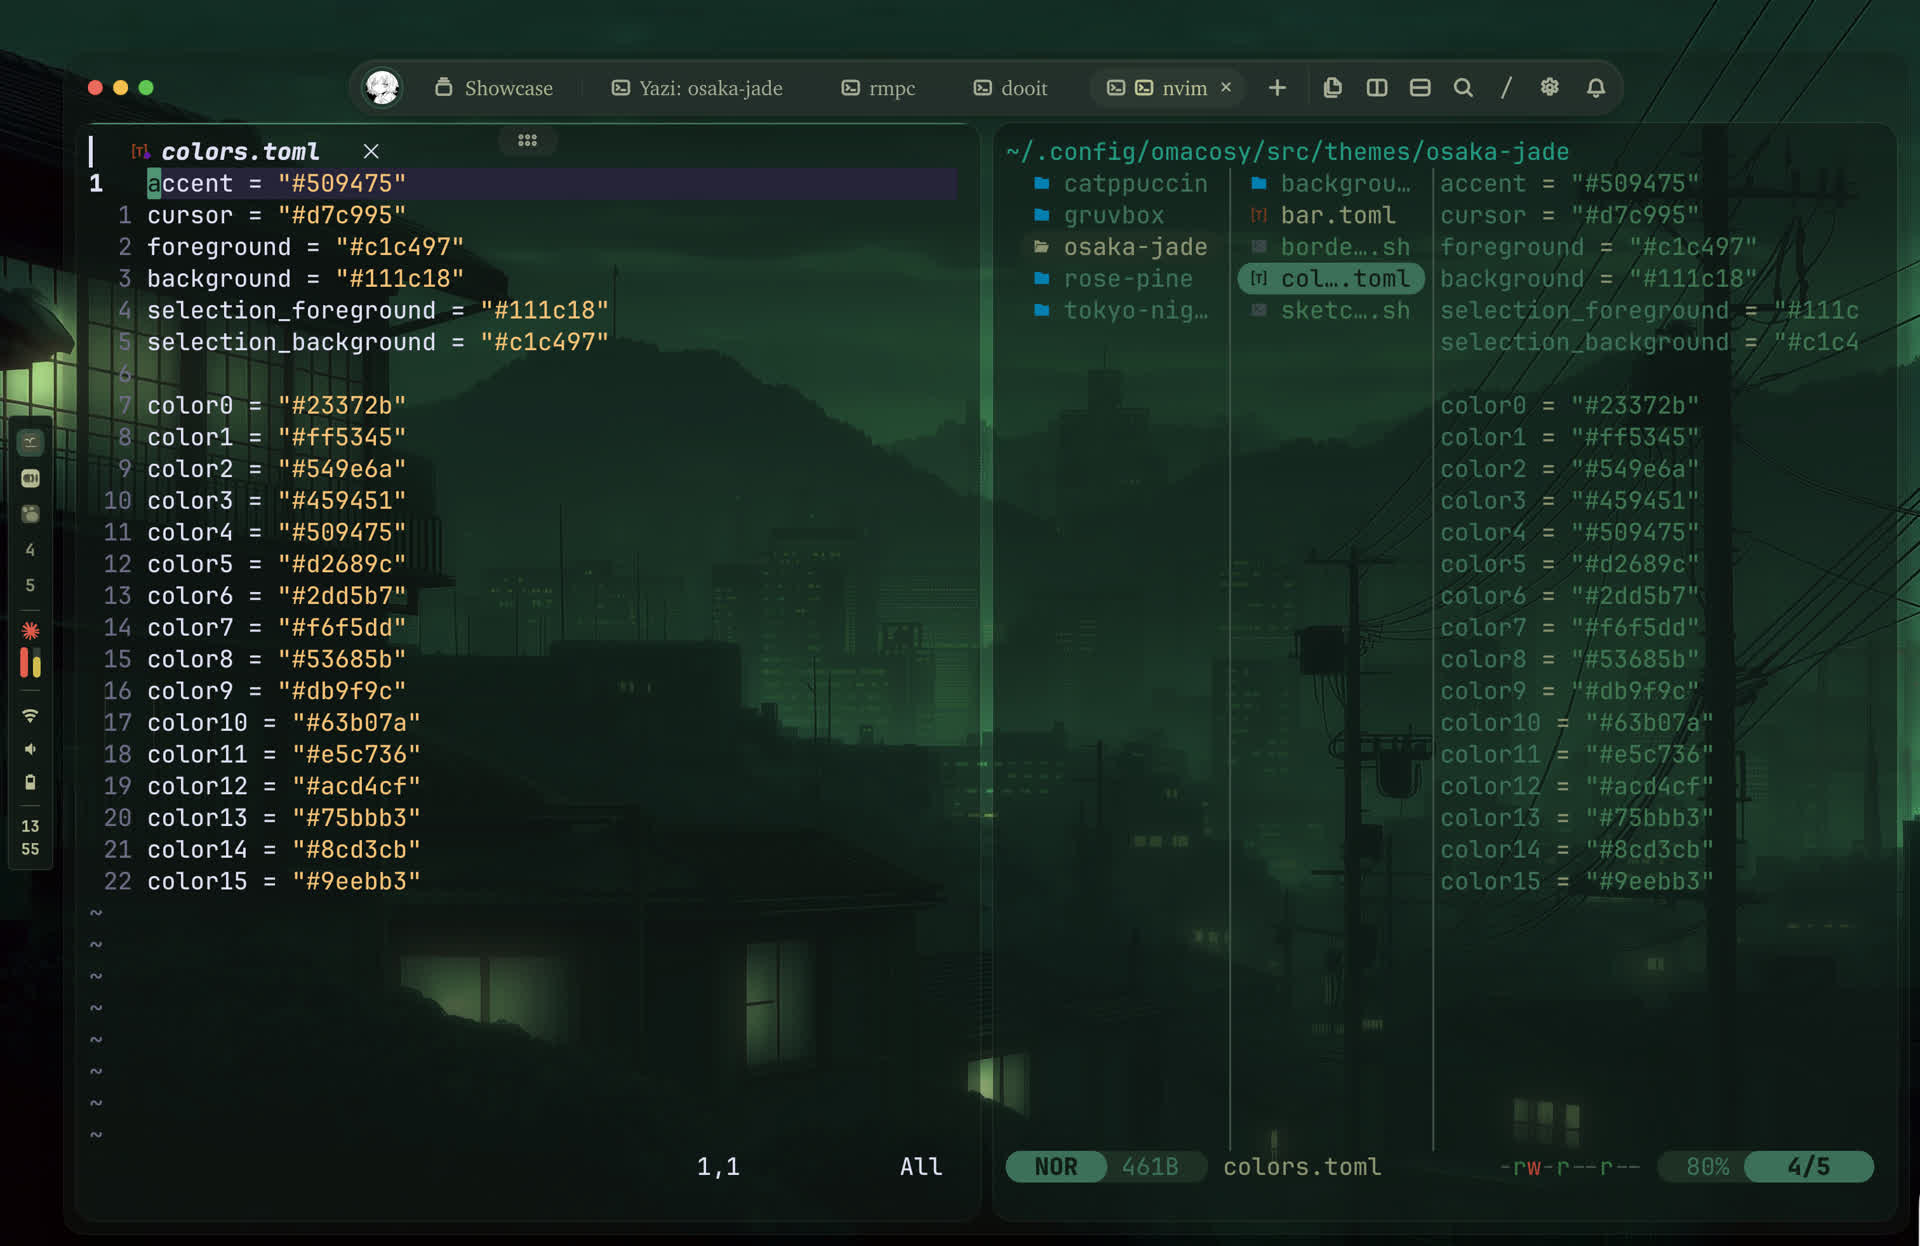 Showcase
Yazi: osaka-jade
rmpc
dooit
nvim ×
colors.toml ×
1 accent = "#509475"
1 cursor = "#d7c995"
2 foreground = "#c1c497"
3 background = "#111c18"
4 selection_foreground = "#111c18"
5 selection_background = "#c1c497"
6
7 color0 = "#23372b"
8 color1 = "#ff5345"
9 color2 = "#549e6a"
10 color3 = "#459451"
11 color4 = "#509475"
12 color5 = "#d2689c"
13 color6 = "#2dd5b7"
14 color7 = "#f6f5dd"
15 color8 = "#53685b"
16 color9 = "#db9f9c"
17 color10 = "#63b07a"
18 color11 = "#e5c736"
19 color12 = "#acd4cf"
20 color13 = "#75bbb3"
21 color14 = "#8cd3cb"
22 color15 = "#9eebb3"
~
~
~
~
~
~
~
~
1,1 All
4
5
13
55
~/.config/omacosy/src/themes/osaka-jade
catppuccin
gruvbox
osaka-jade
rose-pine
tokyo-nig…
backgrou…
bar.toml
borde….sh
col….toml
sketc….sh
accent = "#509475"
cursor = "#d7c995"
foreground = "#c1c497"
background = "#111c18"
selection_foreground = "#111c
selection_background = "#c1c4
color0 = "#23372b"
color1 = "#ff5345"
color2 = "#549e6a"
color3 = "#459451"
color4 = "#509475"
color5 = "#d2689c"
color6 = "#2dd5b7"
color7 = "#f6f5dd"
color8 = "#53685b"
color9 = "#db9f9c"
color10 = "#63b07a"
color11 = "#e5c736"
color12 = "#acd4cf"
color13 = "#75bbb3"
color14 = "#8cd3cb"
color15 = "#9eebb3"
NOR 461B colors.toml -rw-r--r-- 80% 4/5